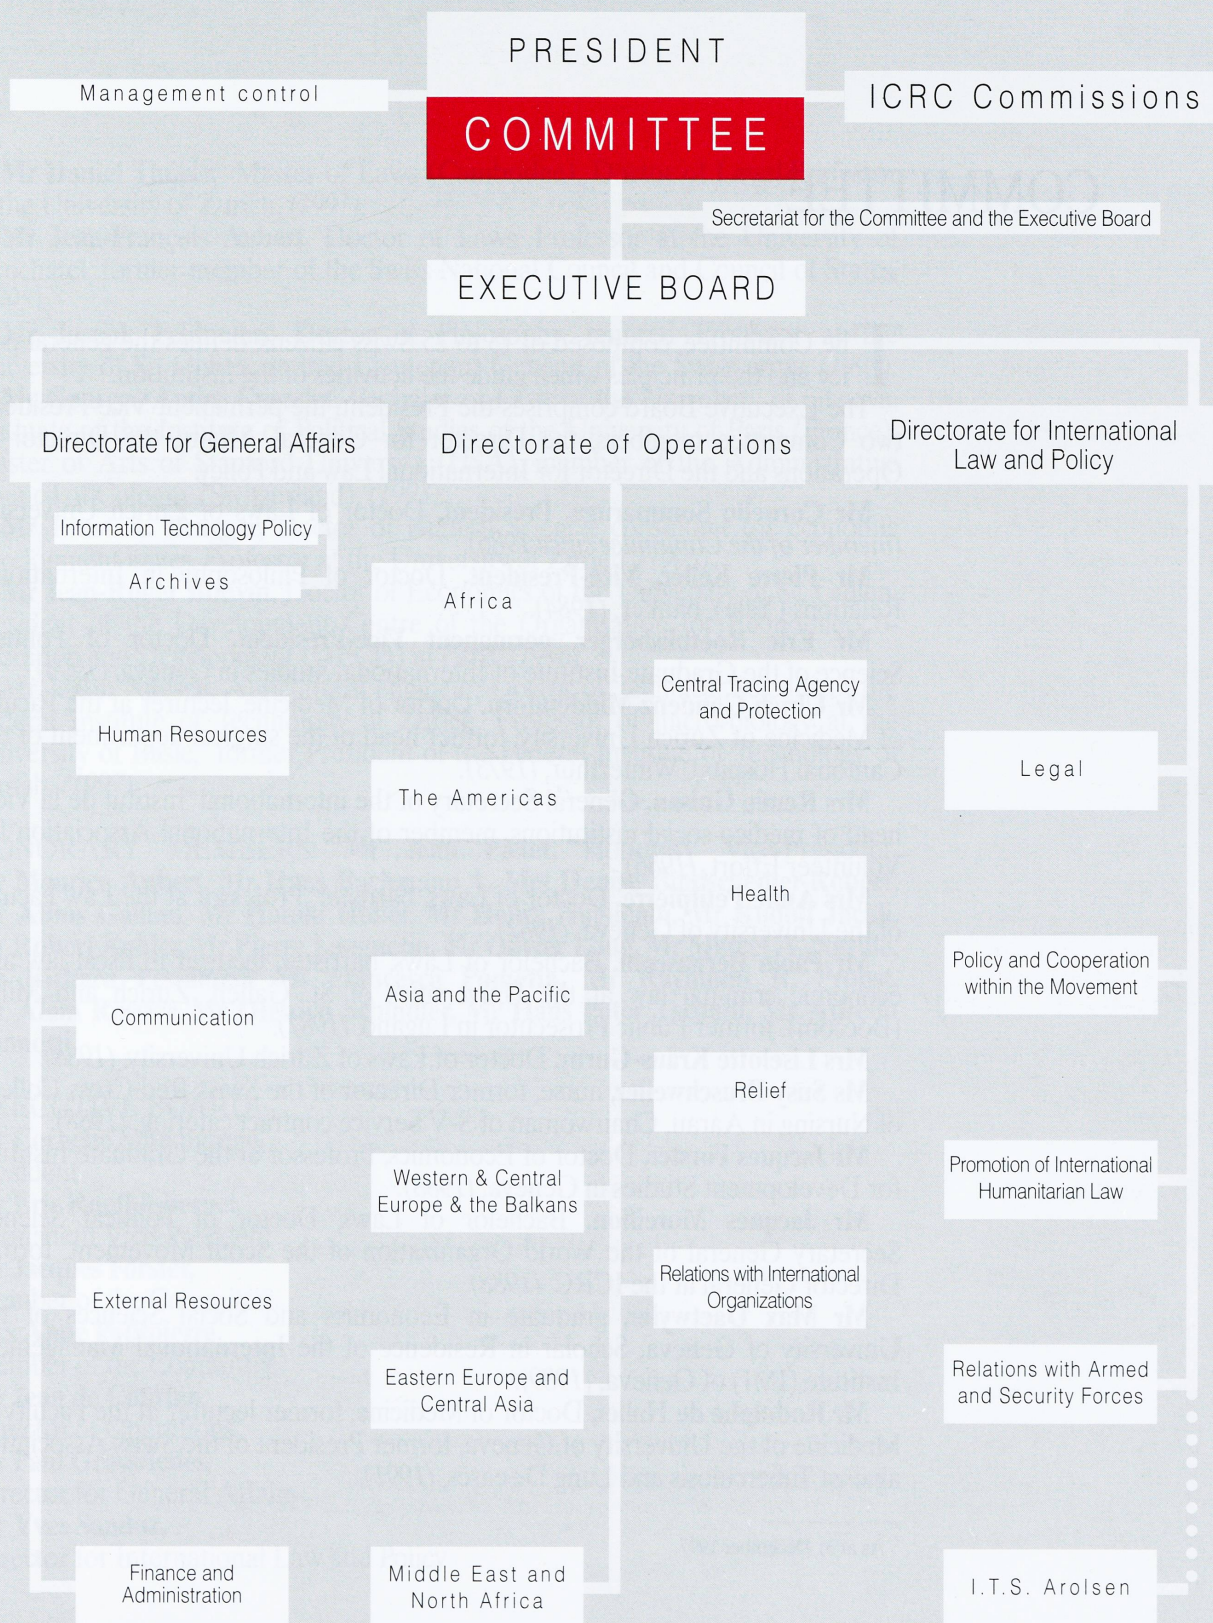 PRESIDENT
Management control
ICRC Commissions
COMMITTEE
Secretariat for the Committee and the Executive Board
EXECUTIVE BOARD
Directorate for General Affairs
Directorate of Operations
Directorate for International
Law and Policy
Information Technology Policy
Archives
Africa
Central Tracing Agency
and Protection
Human Resources
Legal
The Americas
Health
Policy and Cooperation
within the Movement
Asia and the Pacific
Communication
Relief
Promotion of International
Humanitarian Law
Western & Central
Europe & the Balkans
Relations with International
Organizations
External Resources
Relations with Armed
and Security Forces
Eastern Europe and
Central Asia
Finance and
Administration
Middle East and
North Africa
I.T.S. Arolsen